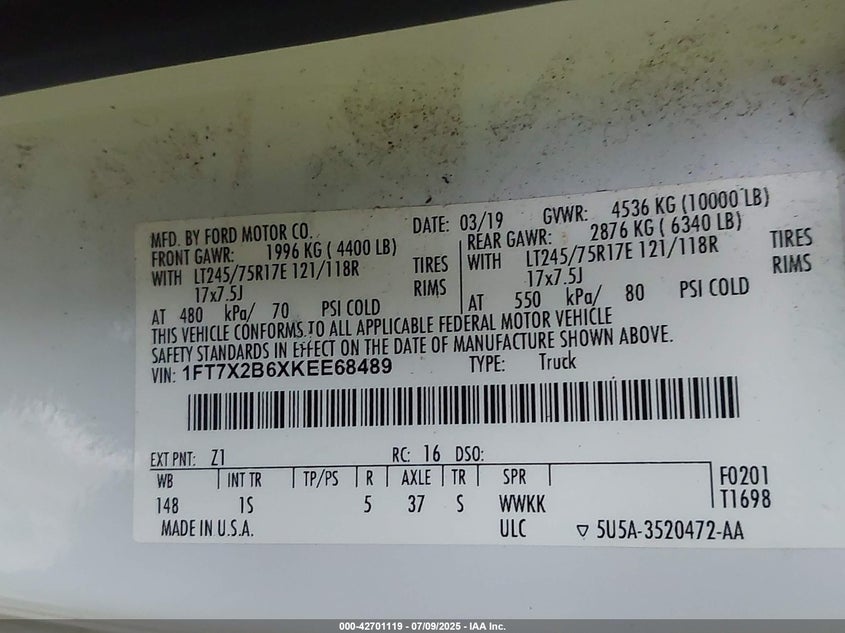 MFD. BY FORD MOTOR CO. DATE: 03/19 GVWR: 4536 KG (10000 LB)
FRONT GAWR: 1996 KG ( 4400 LB) REAR GAWR: 2876 KG ( 6340 LB)
WITH LT245/75R17E 121/118R TIRES WITH LT245/75R17E 121/118R TIRES
17x7.5J RIMS 17x7.5J RIMS
AT 480 kPa/ 70 PSI COLD AT 550 kPa/ 80 PSI COLD
THIS VEHICLE CONFORMS TO ALL APPLICABLE FEDERAL MOTOR VEHICLE
SAFETY STANDARDS IN EFFECT ON THE DATE OF MANUFACTURE SHOWN ABOVE.
VIN: 1FT7X2B6XKEE68489 TYPE: Truck
EXT PNT: Z1 RC: 16 DSO:
WB INT TR TP/PS R AXLE TR SPR F0201
148 1S 5 37 S WWKK T1698
MADE IN U.S.A. ULC ▽ 5U5A-3520472-AA
000-42701119 - 07/09/2025 - IAA Inc.